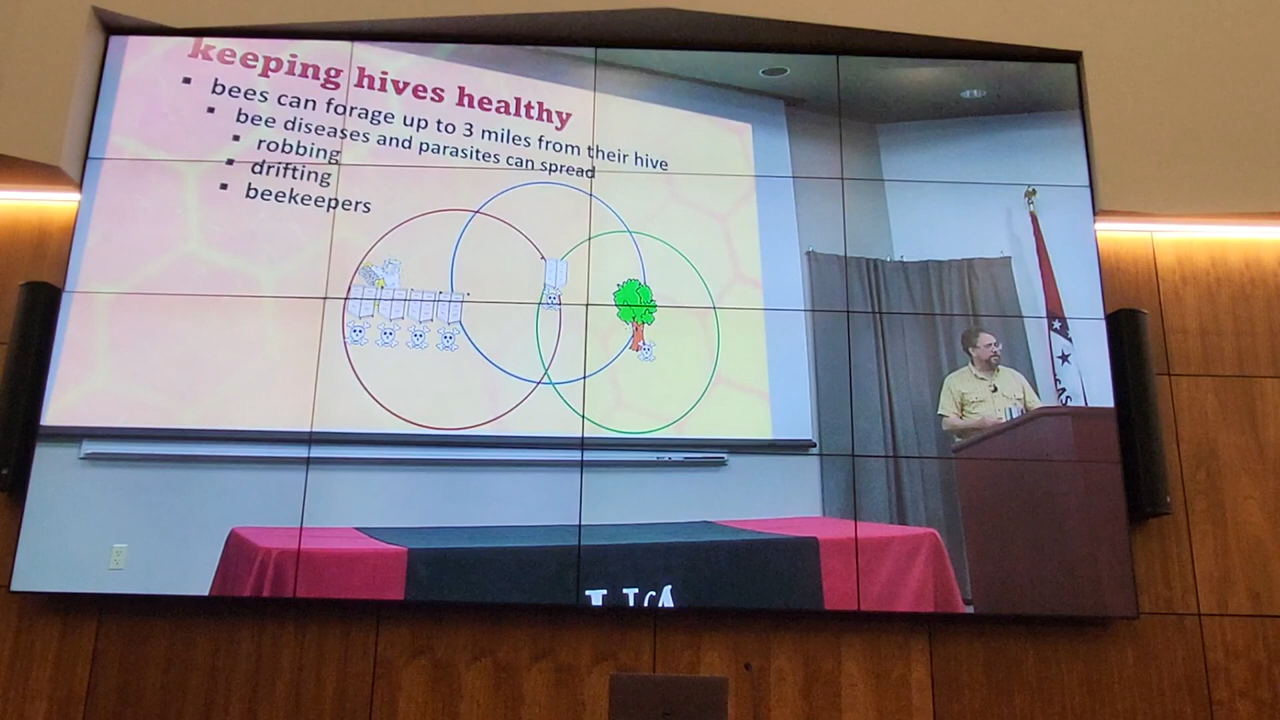 keeping hives healthy
bees can forage up to 3 miles from their hive
bee diseases and parasites can spread
robbing
drifting
beekeepers